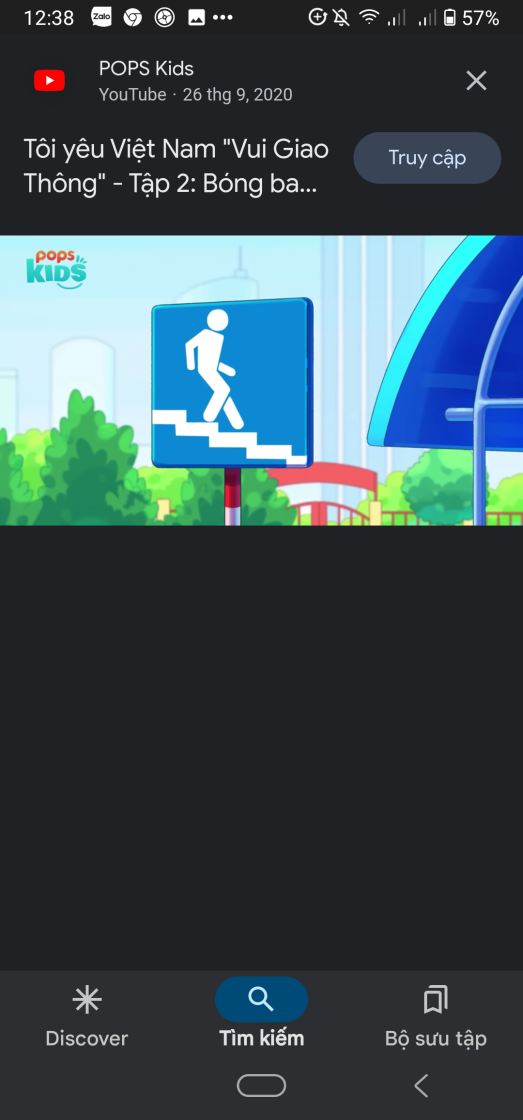 12:38
Zalo
57%
POPS Kids
YouTube · 26 thg 9, 2020
Tôi yêu Việt Nam "Vui Giao
Thông" - Tập 2: Bóng ba...
Truy cập
POPS
KIDS
Discover
Tìm kiếm
Bộ sưu tập